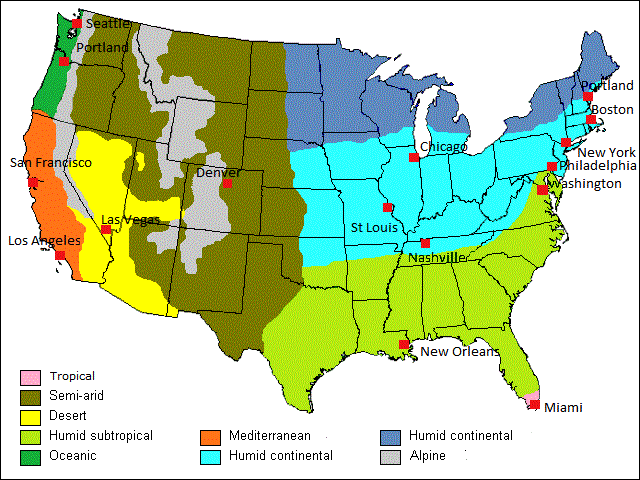 Seattle
Portland
Portland
Boston
Chicago
New York
San Francisco
Philadelphia
Denver
Washington
Las Vegas
St Louis
Los Angeles
Nashville
New Orleans
Tropical
Semi-arid
Miami
Desert
Humid subtropical
Mediterranean
Humid continental
Oceanic
Humid continental
Alpine